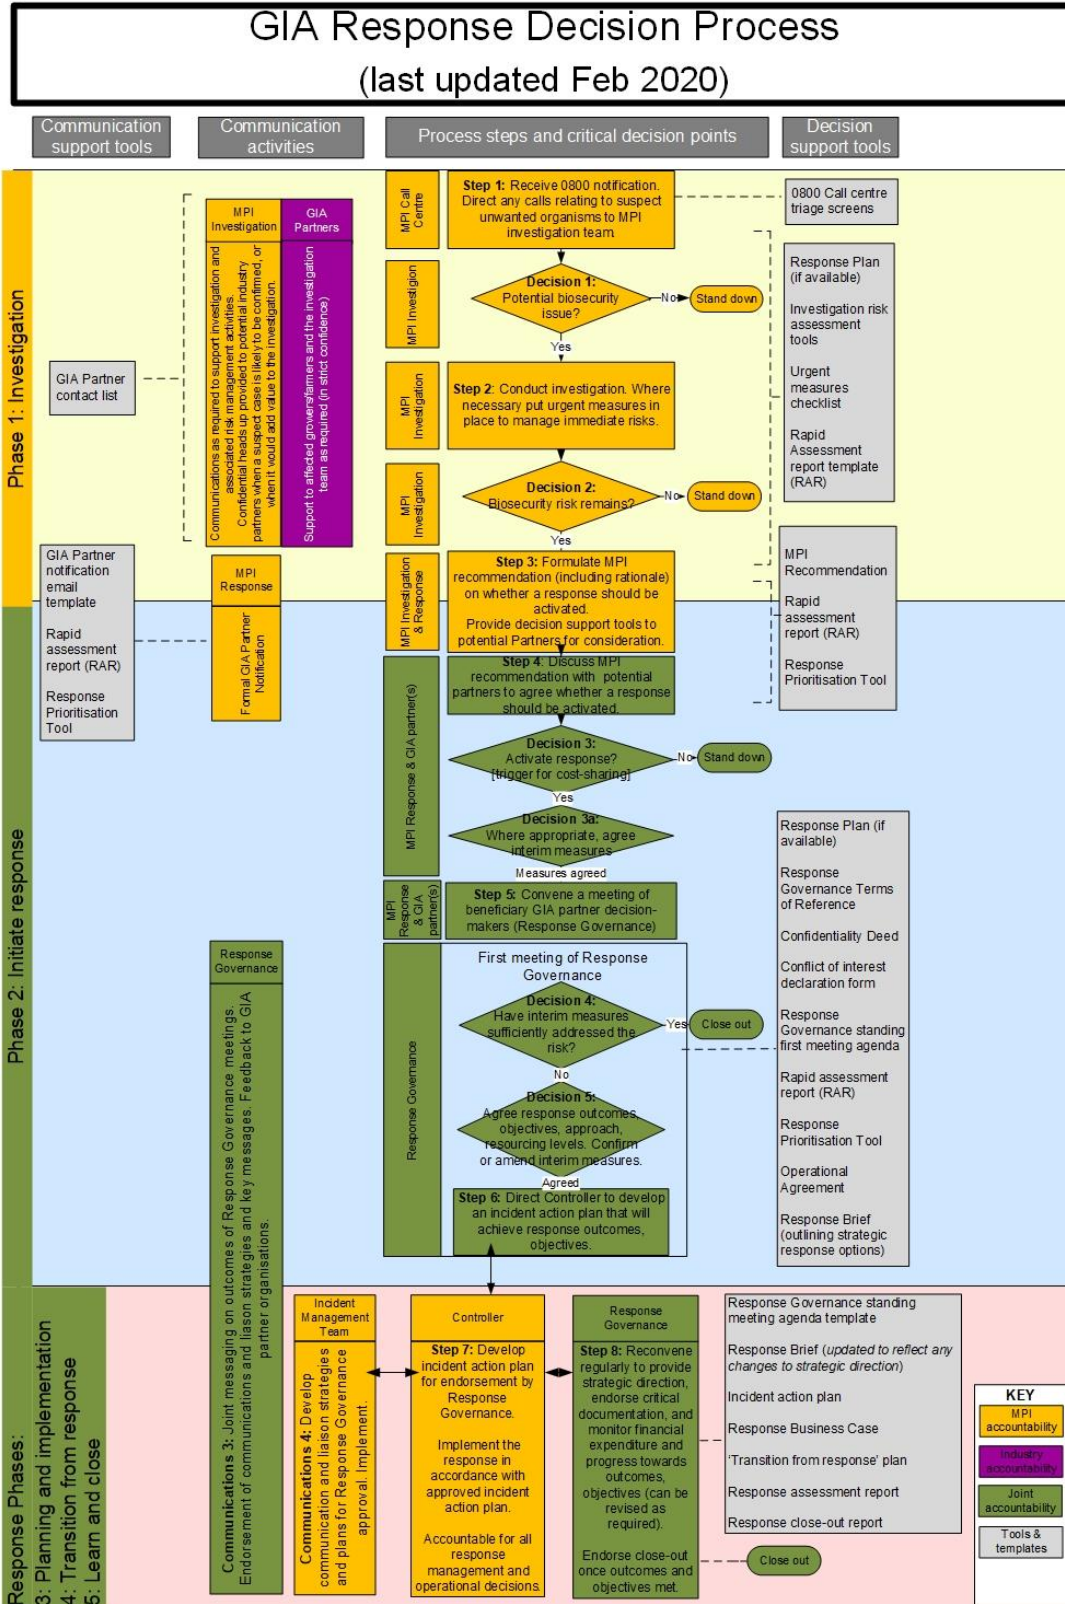 GIA Response Decision Process
(last updated Feb 2020)
Communication
support tools
Communication
activities
Process steps and critical decision points
Decision
support tools
Phase 1: Investigation
GIA Partner
contact list
MPI
Investigation
Communications as required to support investigation and
associated risk management activities.
Confidential heads up provided to potential industry
partners when a suspect case is likely to be confirmed, or
when it would add value to the investigation.
GIA
Partners
Support to affected growers/farmers and the investigation
team as required (in strict confidence)
MPI Call
Centre
Step 1: Receive 0800 notification.
Direct any calls relating to suspect
unwanted organisms to MPI
investigation team.
0800 Call centre
triage screens
MPI Investigion
Decision 1:
Potential biosecurity
issue?
No
Stand down
Yes
MPI
Investigation
Step 2: Conduct investigation. Where
necessary put urgent measures in
place to manage immediate risks.
MPI
Investigation
Decision 2:
Biosecurity risk remains?
No
Stand down
Yes
Response Plan
(if available)
Investigation risk
assessment
tools
Urgent
measures
checklist
Rapid
Assessment
report template
(RAR)
MPI Investigation
& Response
Step 3: Formulate MPI
recommendation (including rationale)
on whether a response should be
activated.
Provide decision support tools to
potential Partners for consideration.
GIA Partner
notification
email
template
Rapid
assessment
report (RAR)
Response
Prioritisation
Tool
MPI
Response
Formal GIA Partner
Notification
MPI
Recommendation
Rapid
assessment
report (RAR)
Response
Prioritisation Tool
Phase 2: Initiate response
MPI Response & GIA partner(s)
Step 4: Discuss MPI
recommendation with potential
partners to agree whether a response
should be activated.
Decision 3:
Activate response?
[trigger for cost-sharing]
No
Stand down
Yes
Decision 3a:
Where appropriate, agree
interim measures
Measures agreed
MPI
Response
& GIA
partner(s)
Step 5: Convene a meeting of
beneficiary GIA partner decision-
makers (Response Governance)
Response Governance
First meeting of Response
Governance
Decision 4:
Have interim measures
sufficiently addressed the
risk?
Yes
Close out
No
Decision 5:
Agree response outcomes,
objectives, approach,
resourcing levels. Confirm
or amend interim measures.
Agreed
Step 6: Direct Controller to develop
an incident action plan that will
achieve response outcomes,
objectives.
Response Plan (if
available)
Response
Governance Terms
of Reference
Confidentiality Deed
Conflict of interest
declaration form
Response
Governance standing
first meeting agenda
Rapid assessment
report (RAR)
Response
Prioritisation Tool
Operational
Agreement
Response Brief
(outlining strategic
response options)
Response
Governance
Communications 3: Joint messaging on outcomes of Response Governance meetings.
Endorsement of communications and liason strategies and key messages. Feedback to GIA
partner organisations.
Response Phases:
3: Planning and implementation
4: Transition from response
5: Learn and close
Incident
Management
Team
Communications 4: Develop
communication and liaison strategies
and plans for Response Governance
approval. Implement.
Controller
Step 7: Develop
incident action plan
for endorsement by
Response
Governance.
Implement the
response in
accordance with
approved incident
action plan.
Accountable for all
response
management and
operational decisions.
Response
Governance
Step 8: Reconvene
regularly to provide
strategic direction,
endorse critical
documentation, and
monitor financial
expenditure and
progress towards
outcomes,
objectives (can be
revised as
required).
Endorse close-out
once outcomes and
objectives met.
Response Governance standing
meeting agenda template
Response Brief (updated to reflect any
changes to strategic direction)
Incident action plan
Response Business Case
‘Transition from response’ plan
Response assessment report
Response close-out report
Close out
KEY
MPI
accountability
Industry
accountability
Joint
accountability
Tools &
templates